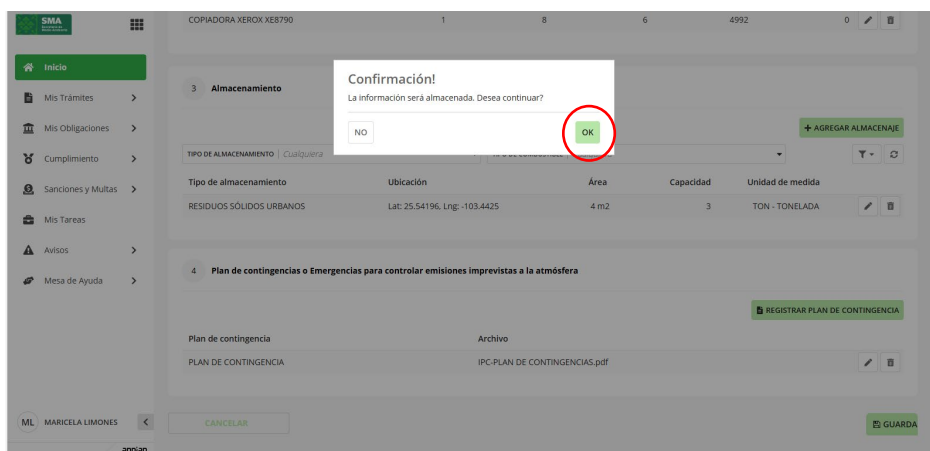 SMA
COPIADORA XEROX XE8790 1 8 6 4992 0
Inicio
Mis Trámites
Mis Obligaciones
Cumplimiento
Sanciones y Multas
Mis Tareas
Avisos
Mesa de Ayuda
ML MARICELA LIMONES
appian
3 Almacenamiento
Confirmación!
La información será almacenada. Desea continuar?
NO OK
+ AGREGAR ALMACENAJE
TIPO DE ALMACENAMIENTO Cualquiera
Tipo de almacenamiento Ubicación Área Capacidad Unidad de medida
RESIDUOS SÓLIDOS URBANOS Lat: 25.54196, Lng: -103.4425 4 m2 3 TON - TONELADA
4 Plan de contingencias o Emergencias para controlar emisiones imprevistas a la atmósfera
REGISTRAR PLAN DE CONTINGENCIA
Plan de contingencia Archivo
PLAN DE CONTINGENCIA IPC-PLAN DE CONTINGENCIAS.pdf
CANCELAR GUARDA